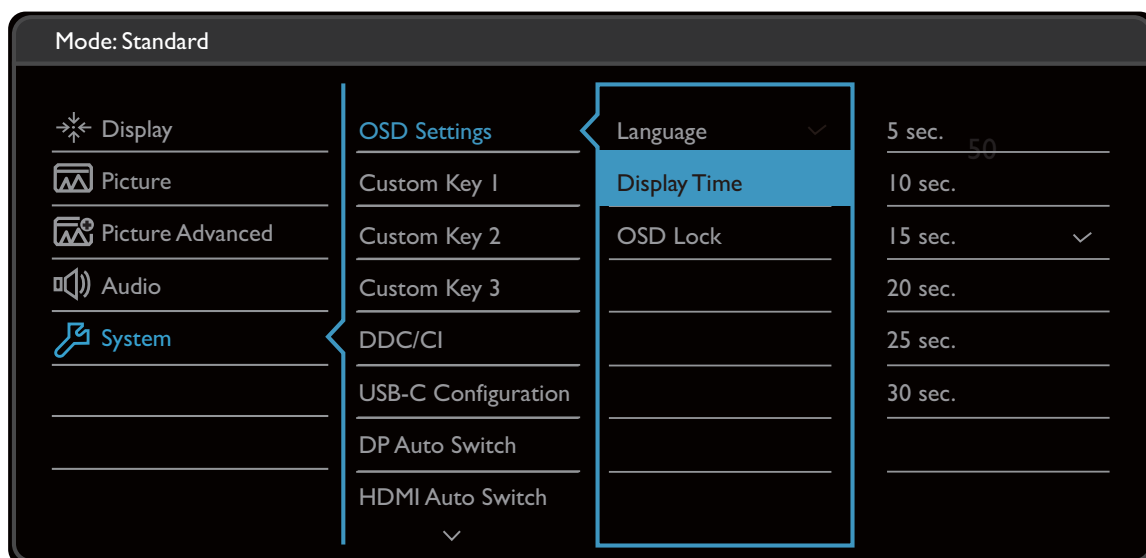 Mode: Standard
Display
Picture
Picture Advanced
Audio
System
OSD Settings
Custom Key 1
Custom Key 2
Custom Key 3
DDC/CI
USB-C Configuration
DP Auto Switch
HDMI Auto Switch
Language
Display Time
OSD Lock
5 sec.
50
10 sec.
15 sec.
20 sec.
25 sec.
30 sec.